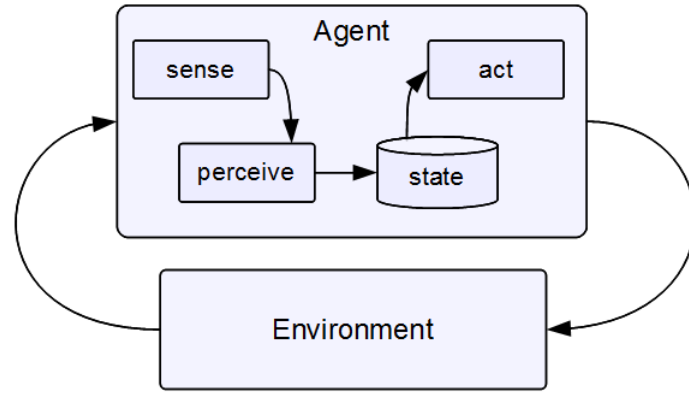 Agent
sense
act
perceive
state
Environment